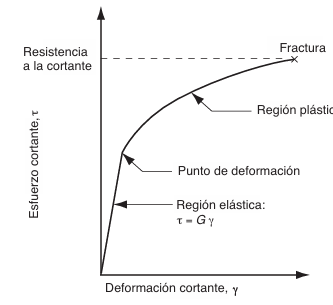 Fractura
Resistencia
a la cortante
Región plástic
Esfuerzo cortante, τ
Punto de deformación
Región elástica:
τ = G γ
Deformación cortante, γ